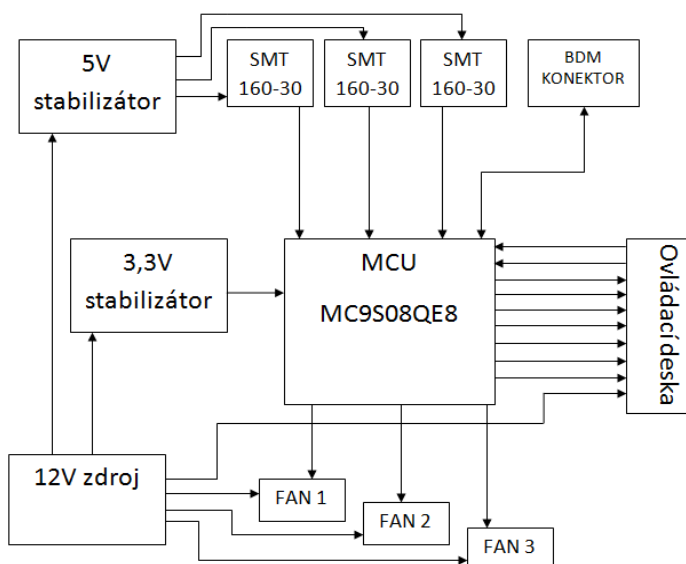 5V
stabilizátor
SMT
160-30
SMT
160-30
SMT
160-30
BDM
KONEKTOR
3,3V
stabilizátor
MCU
MC9S08QE8
Ovládací deska
12V zdroj
FAN 1
FAN 2
FAN 3